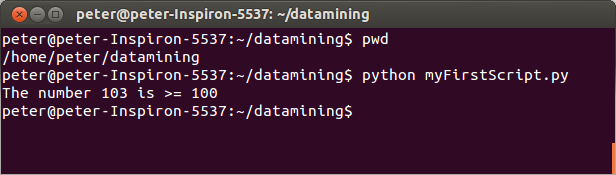 peter@peter-Inspiron-5537: ~/datamining
peter@peter-Inspiron-5537:~/datamining$ pwd
/home/peter/datamining
peter@peter-Inspiron-5537:~/datamining$ python myFirstScript.py
The number 103 is >= 100
peter@peter-Inspiron-5537:~/datamining$